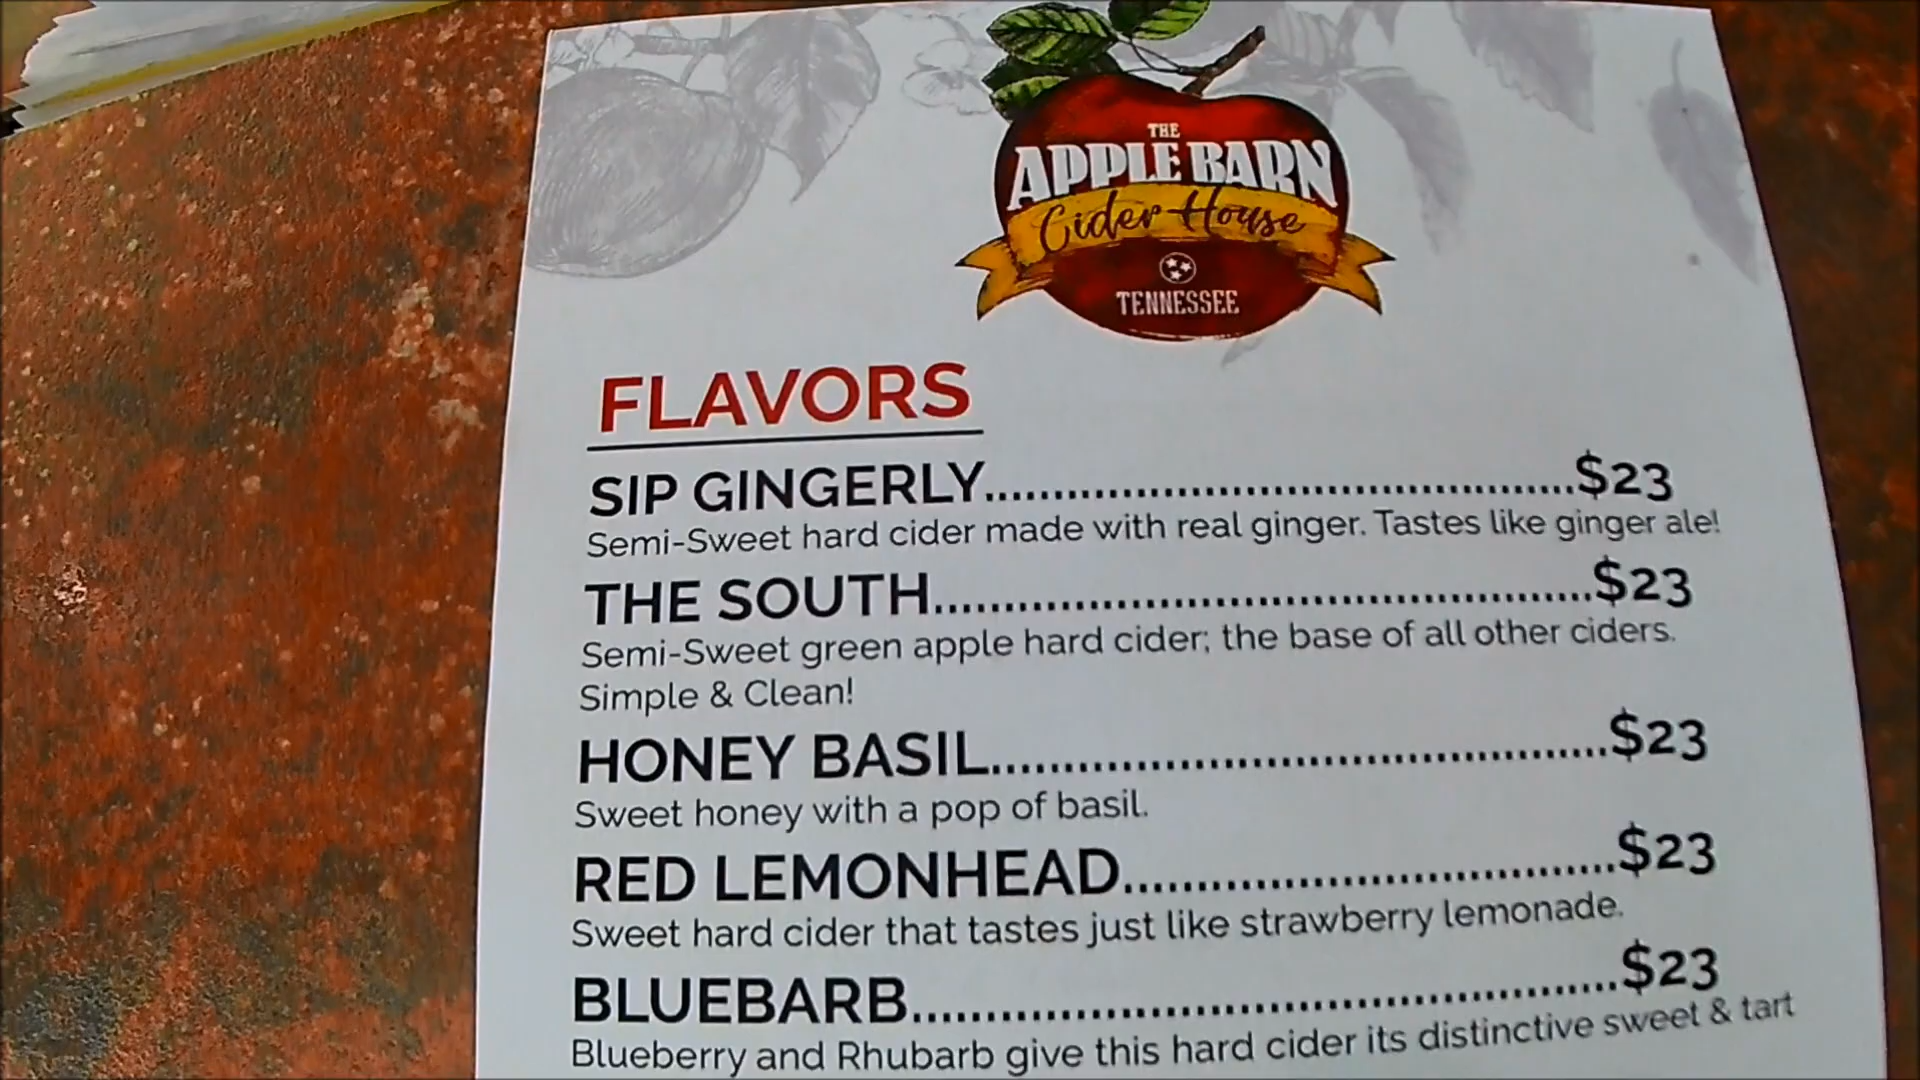 THE
APPLE BARN
Cider House
TENNESSEE
FLAVORS
SIP GINGERLY..........................................$23
Semi-Sweet hard cider made with real ginger. Tastes like ginger ale!
THE SOUTH...............................................$23
Semi-Sweet green apple hard cider; the base of all other ciders.
Simple & Clean!
HONEY BASIL............................................$23
Sweet honey with a pop of basil.
RED LEMONHEAD...................................$23
Sweet hard cider that tastes just like strawberry lemonade.
BLUEBARB..................................................$23
Blueberry and Rhubarb give this hard cider its distinctive sweet & tart